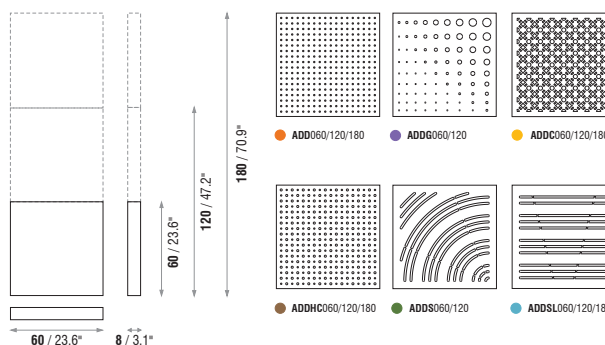 180 / 70.9"
120 / 47.2"
60 / 23.6"
60 / 23.6"
8 / 3.1"
ADD060/120/180
ADDG060/120
ADDC060/120/180
ADDHC060/120/180
ADDS060/120
ADDSL060/120/18